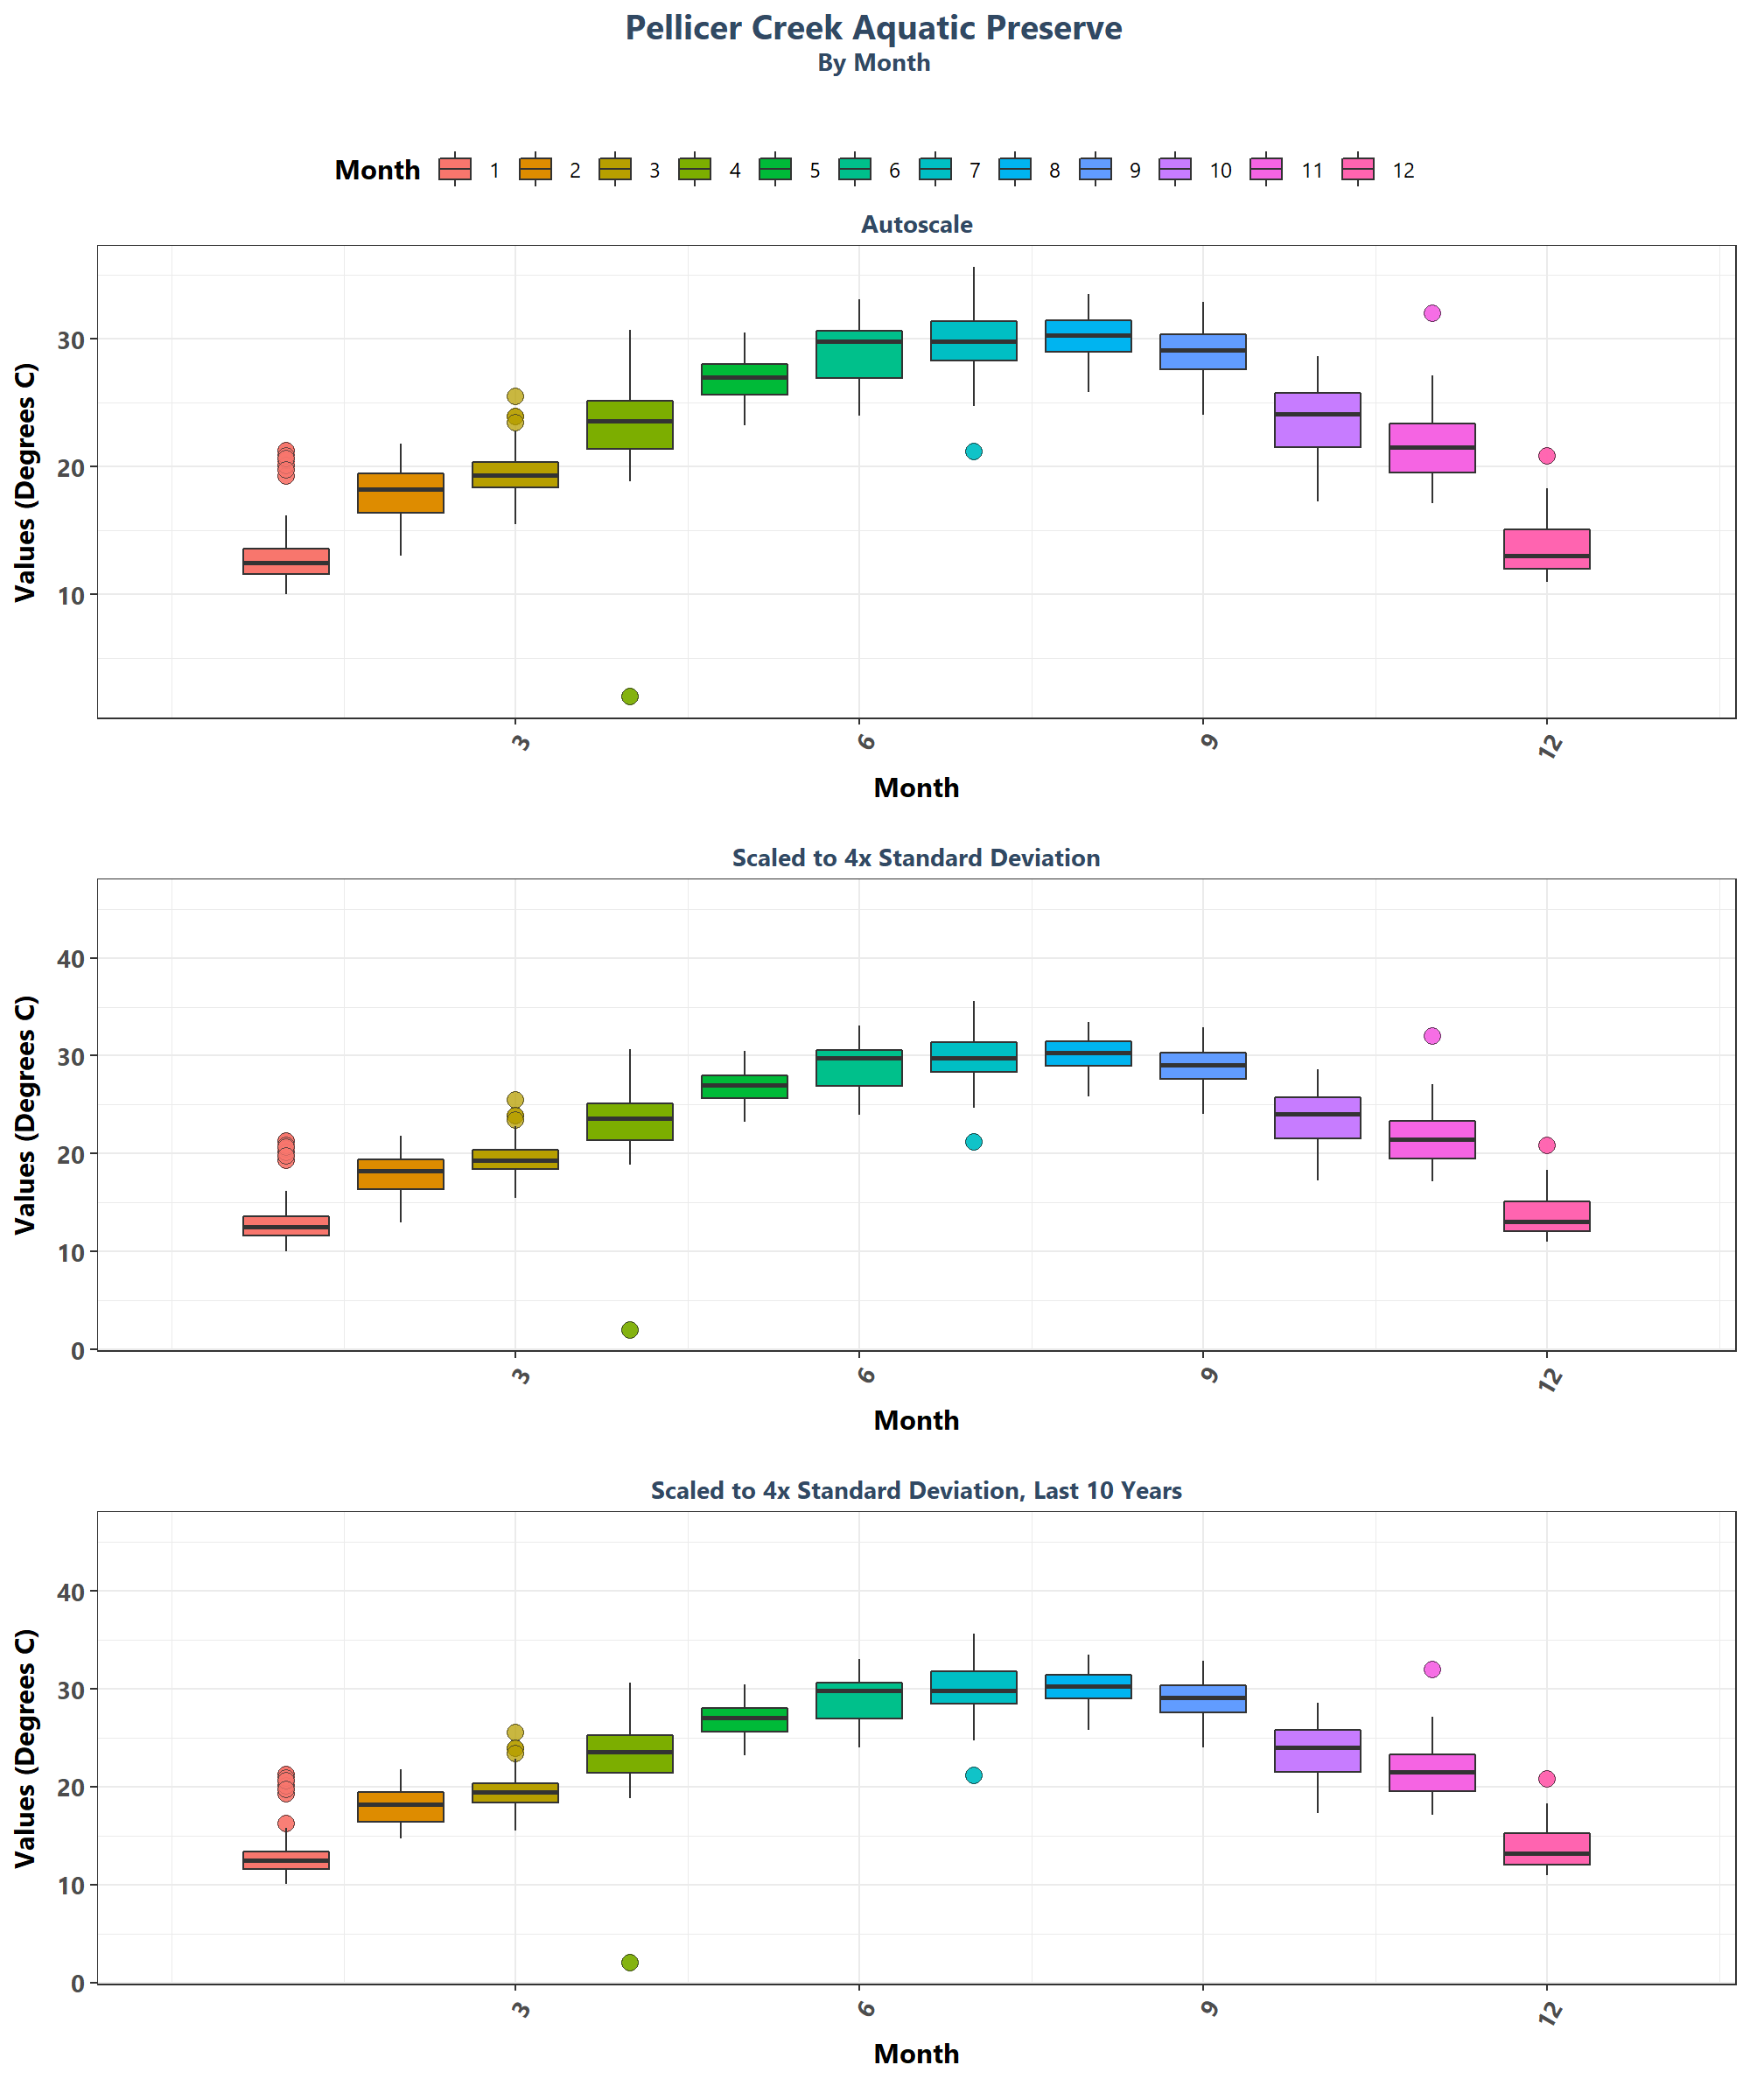 Pellicer Creek Aquatic Preserve
By Month
Month 1 2 3 4 5 6 7 8 9 10 11 12
Autoscale
Values (Degrees C)
30
20
10
3 6 9 12
Month
Scaled to 4x Standard Deviation
Values (Degrees C)
40
30
20
10
0
3 6 9 12
Month
Scaled to 4x Standard Deviation, Last 10 Years
Values (Degrees C)
40
30
20
10
0
3 6 9 12
Month